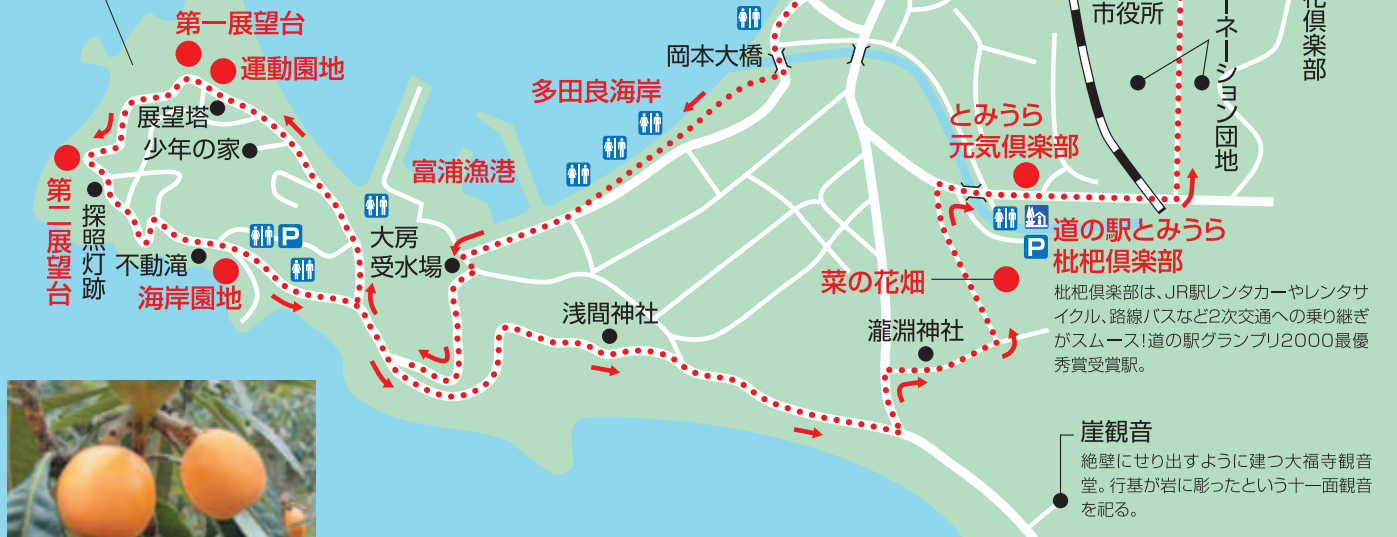 市役所
ーネーション団地
枇杷倶楽部
第一展望台
運動園地
岡本大橋
多田良海岸
展望塔
少年の家
とみうら
元気倶楽部
富浦漁港
第二展望台
探照灯跡
大房
受水場
P
不動滝
海岸園地
P
道の駅とみうら
枇杷倶楽部
枇杷倶楽部は、JR駅レンタカーやレンタサ
イクル、路線バスなど2次交通への乗り継ぎ
がスムース!道の駅グランプリ2000最優
秀賞受賞駅。
菜の花畑
浅間神社
瀧淵神社
崖観音
絶壁にせり出すように建つ大福寺観音
堂。行基が岩に彫ったという十一面観音
を祀る。